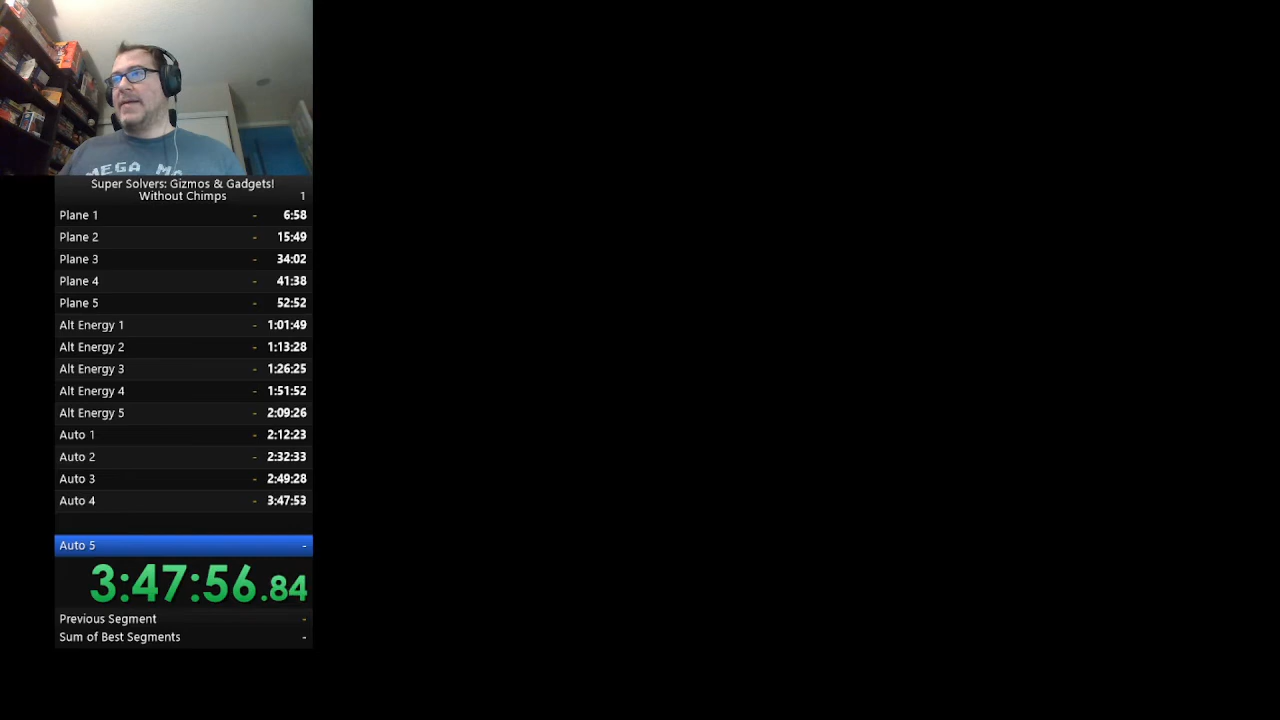 MEGA MA
Super Solvers: Gizmos & Gadgets!
Without Chimps 1
Plane 1 - 6:58
Plane 2 - 15:49
Plane 3 - 34:02
Plane 4 - 41:38
Plane 5 - 52:52
Alt Energy 1 - 1:01:49
Alt Energy 2 - 1:13:28
Alt Energy 3 - 1:26:25
Alt Energy 4 - 1:51:52
Alt Energy 5 - 2:09:26
Auto 1 - 2:12:23
Auto 2 - 2:32:33
Auto 3 - 2:49:28
Auto 4 - 3:47:53
Auto 5 -
3:47:56.84
Previous Segment -
Sum of Best Segments -